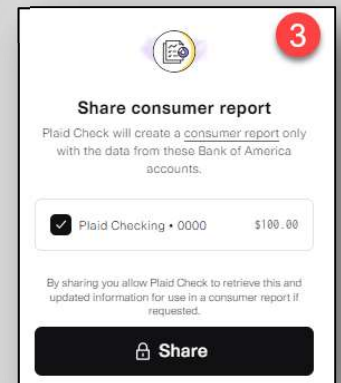 3
Share consumer report
Plaid Check will create a consumer report only
with the data from these Bank of America
accounts.
Plaid Checking • 0000 $100.00
By sharing you allow Plaid Check to retrieve this and
updated information for use in a consumer report if
requested.
Share